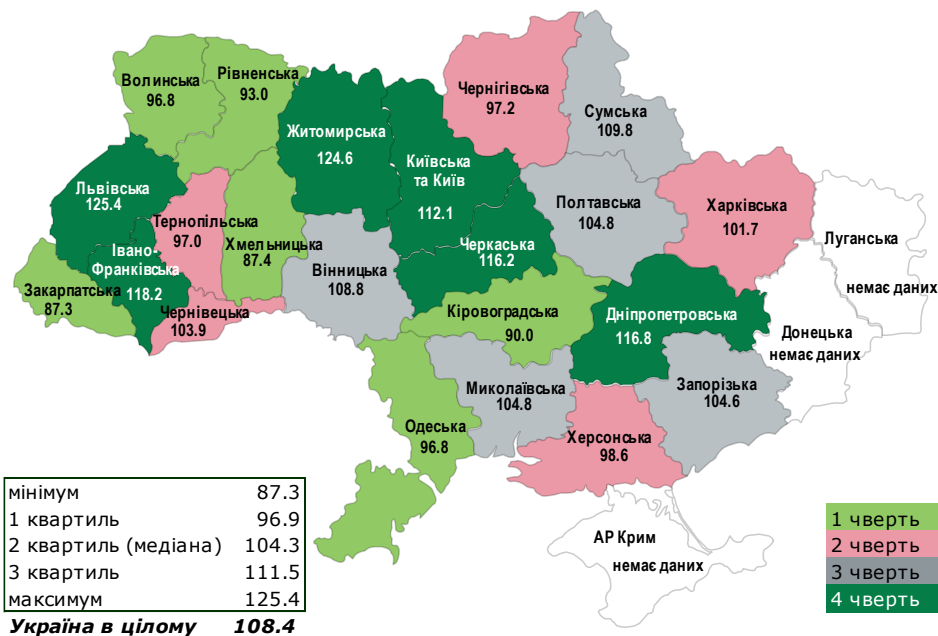 Волинська
96.8
Рівненська
93.0
Житомирська
124.6
Київська
та Київ
112.1
Чернігівська
97.2
Сумська
109.8
Львівська
125.4
Тернопільська
97.0
Хмельницька
87.4
Івано-
Франківська
118.2
Закарпатська
87.3
Чернівецька
103.9
Вінницька
108.8
Черкаська
116.2
Полтавська
104.8
Харківська
101.7
Луганська
немає даних
Донецька
немає даних
Кіровоградська
90.0
Дніпропетровська
116.8
Миколаївська
104.8
Запорізька
104.6
Одеська
96.8
Херсонська
98.6
АР Крим
немає даних
мінімум 87.3
1 квартиль 96.9
2 квартиль (медіана) 104.3
3 квартиль 111.5
максимум 125.4
Україна в цілому 108.4
1 чверть
2 чверть
3 чверть
4 чверть